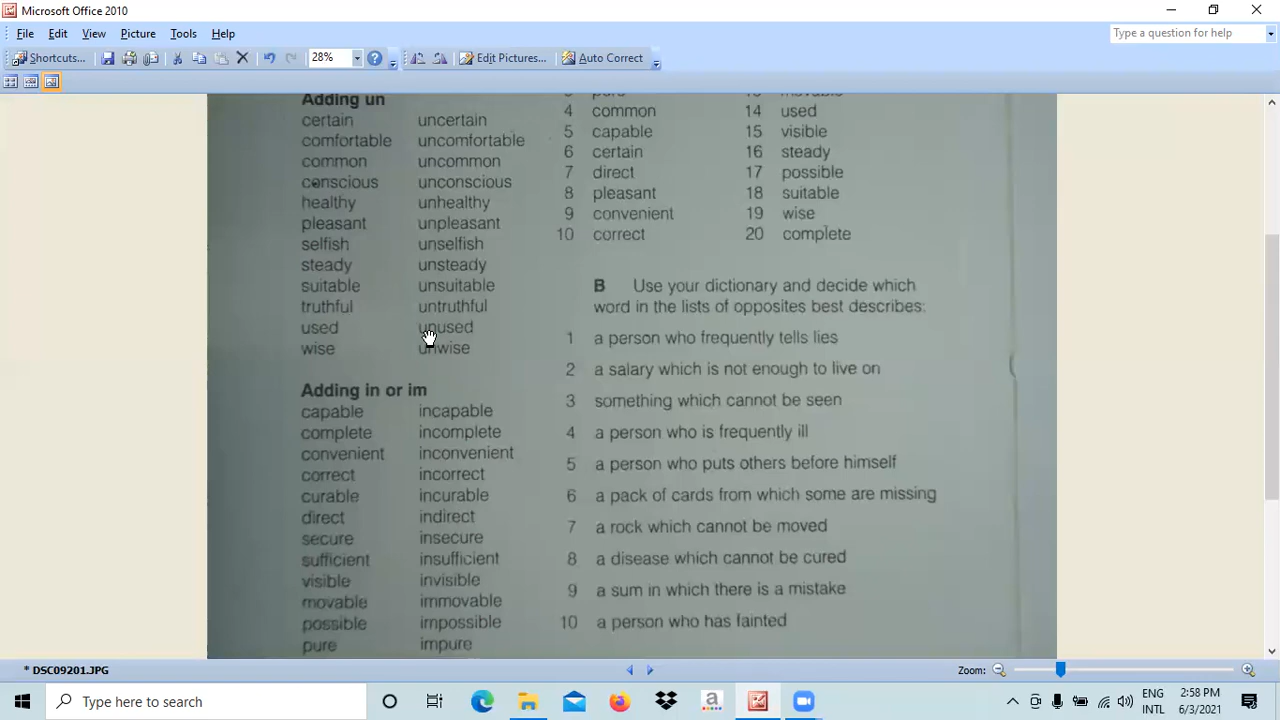 Microsoft Office 2010
File Edit View Picture Tools Help
Type a question for help
Shortcuts...
28%
Edit Pictures...
Auto Correct
Adding un
certain uncertain
comfortable uncomfortable
common uncommon
conscious unconscious
healthy unhealthy
pleasant unpleasant
selfish unselfish
steady unsteady
suitable unsuitable
truthful untruthful
used unused
wise unwise
Adding in or im
capable incapable
complete incomplete
convenient inconvenient
correct incorrect
curable incurable
direct indirect
secure insecure
sufficient insufficient
visible invisible
movable immovable
possible impossible
pure impure
4 common 14 used
5 capable 15 visible
6 certain 16 steady
7 direct 17 possible
8 pleasant 18 suitable
9 convenient 19 wise
10 correct 20 complete
B Use your dictionary and decide which
word in the lists of opposites best describes:
1 a person who frequently tells lies
2 a salary which is not enough to live on
3 something which cannot be seen
4 a person who is frequently ill
5 a person who puts others before himself
6 a pack of cards from which some are missing
7 a rock which cannot be moved
8 a disease which cannot be cured
9 a sum in which there is a mistake
10 a person who has fainted
* DSC09201.JPG
Zoom:
Type here to search
a
ENG
INTL
2:58 PM
6/3/2021